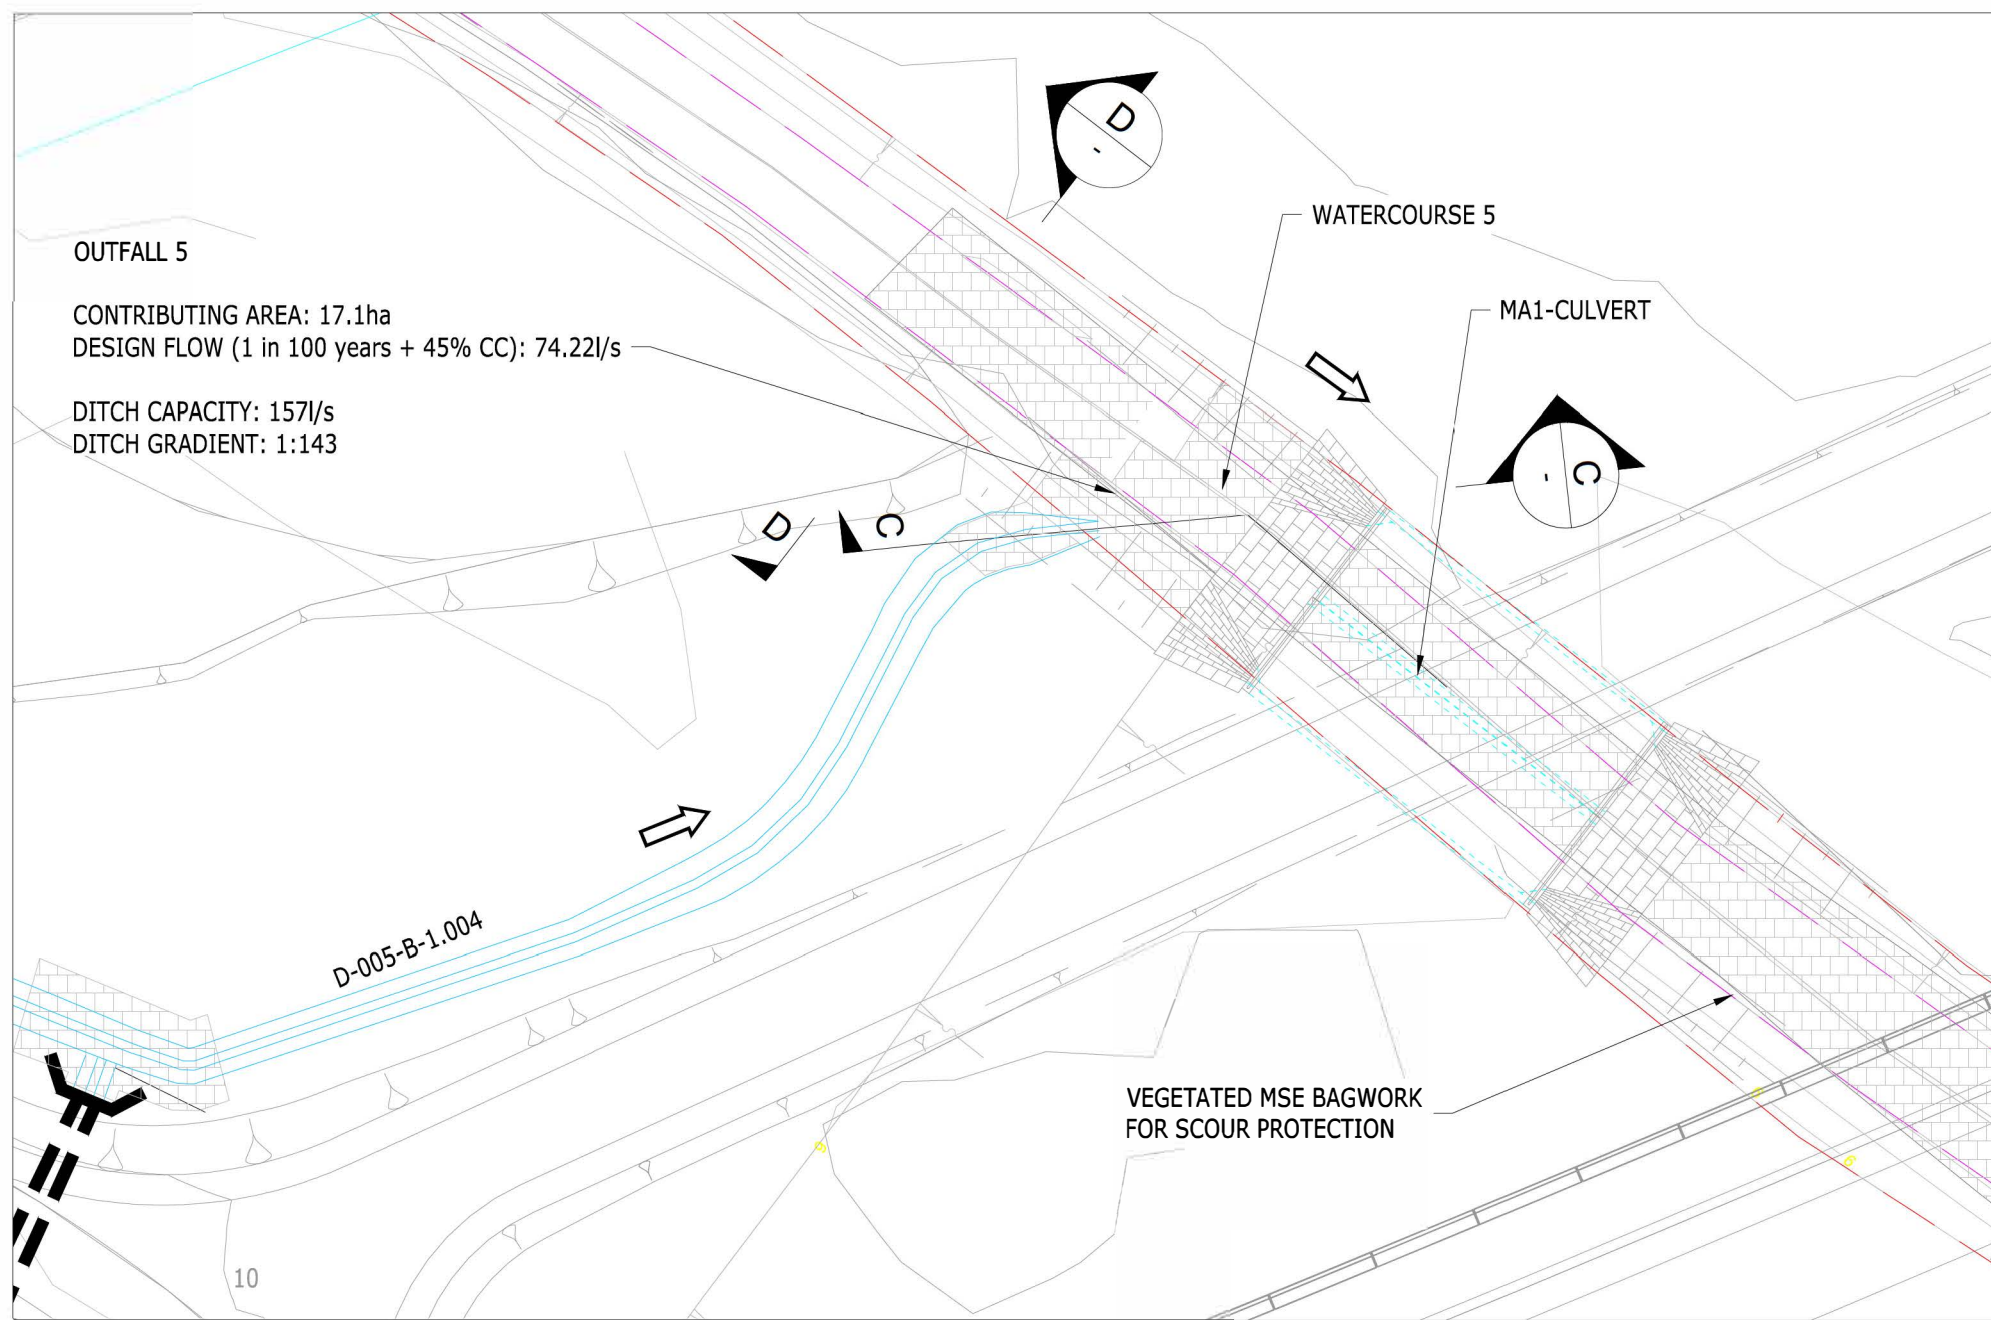 OUTFALL 5
CONTRIBUTING AREA: 17.1ha
DESIGN FLOW (1 in 100 years + 45% CC): 74.22l/s
DITCH CAPACITY: 157l/s
DITCH GRADIENT: 1:143
D
-
WATERCOURSE 5
MA1-CULVERT
C
-
D
C
D-005-B-1.004
VEGETATED MSE BAGWORK
FOR SCOUR PROTECTION
10